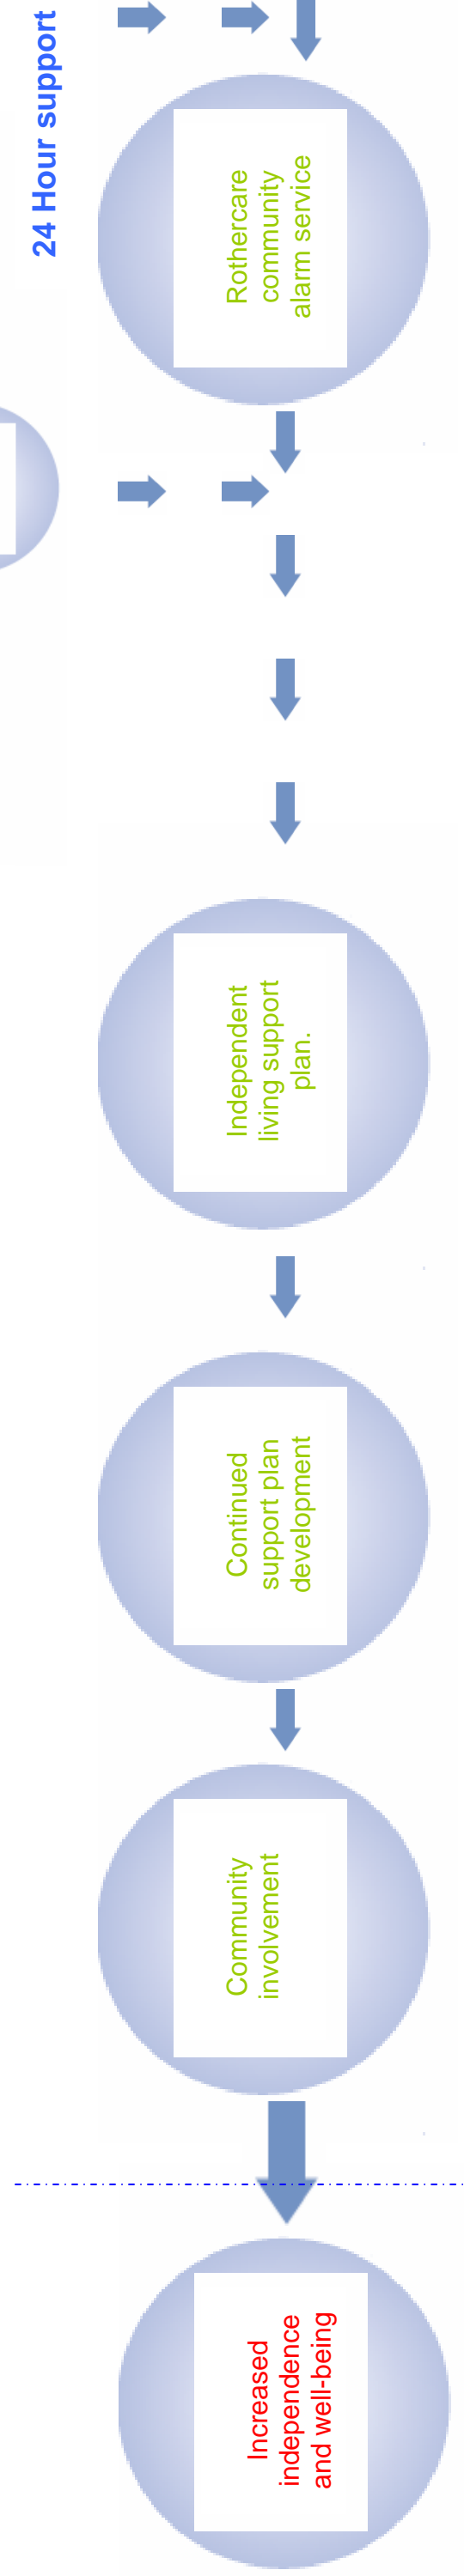 24 Hour support
Rothercare
community
alarm service
Independent
living support
plan.
Continued
support plan
development
Community
involvement
Increased
independence
and well-being